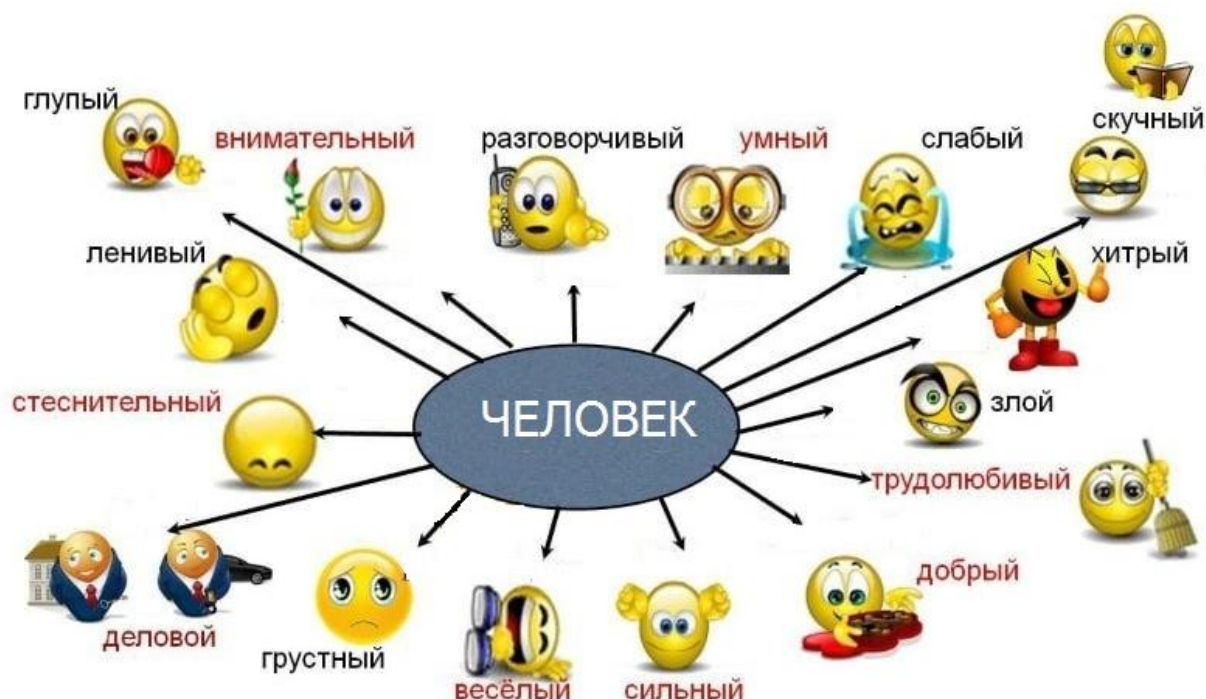 скучный
глупый
внимательный
разговорчивый
умный
слабый
ленивый
хитрый
стеснительный
ЧЕЛОВЕК
злой
трудолюбивый
добрый
деловой
грустный
весёлый
сильный